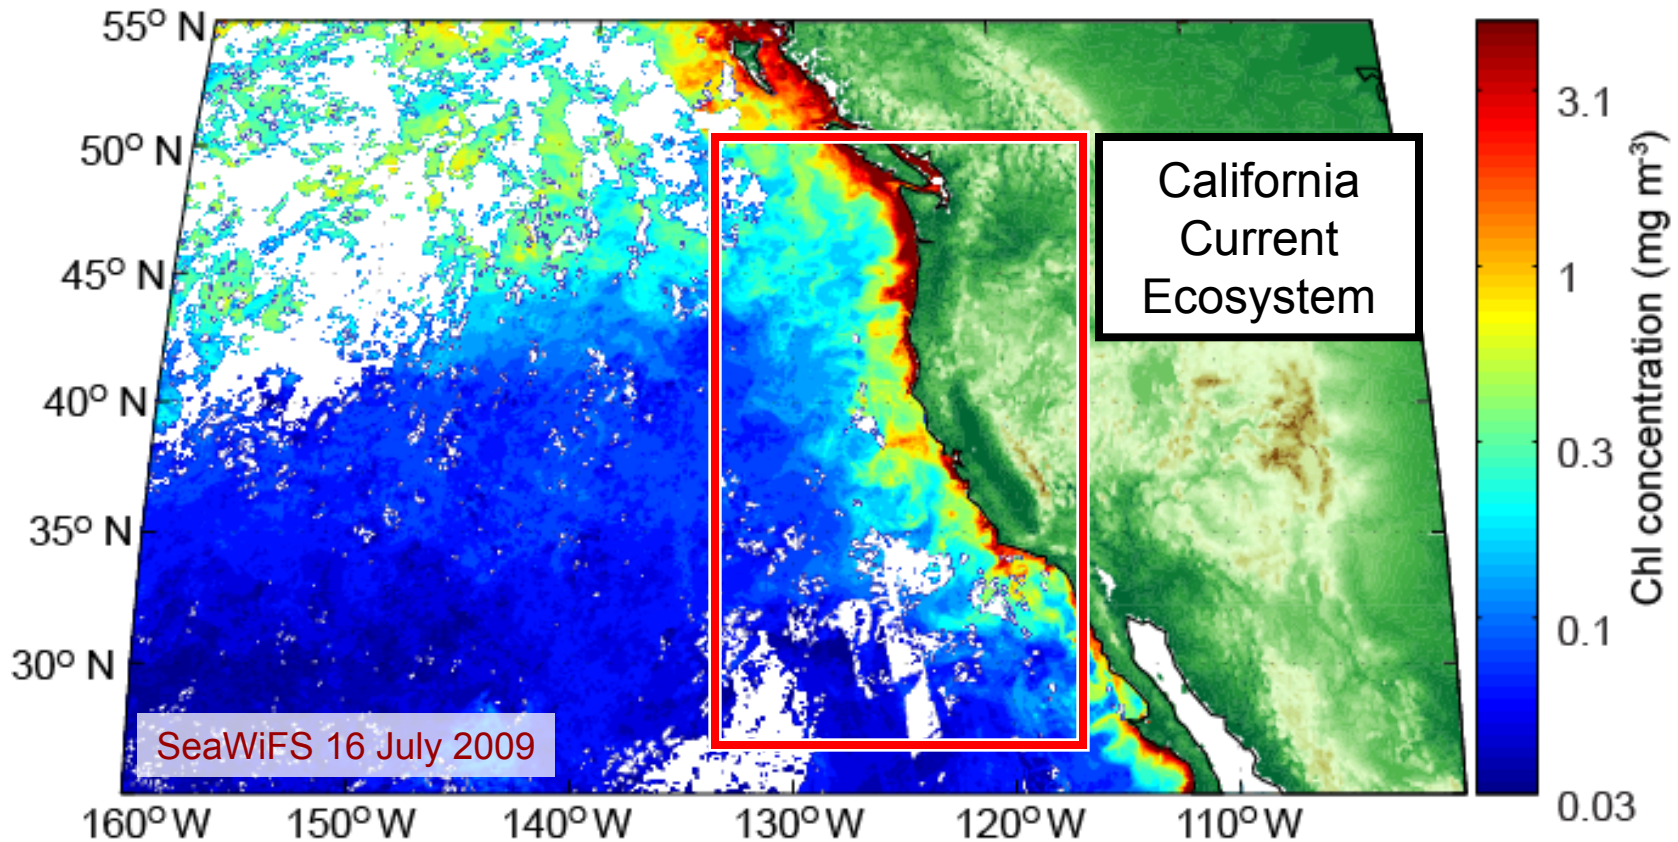 55° N
50° N
45° N
40° N
35° N
30° N
160°W
150°W
140°W
130°W
120°W
110°W
California
Current
Ecosystem
SeaWiFS 16 July 2009
3.1
1
0.3
0.1
0.03
Chl concentration (mg m⁻³)